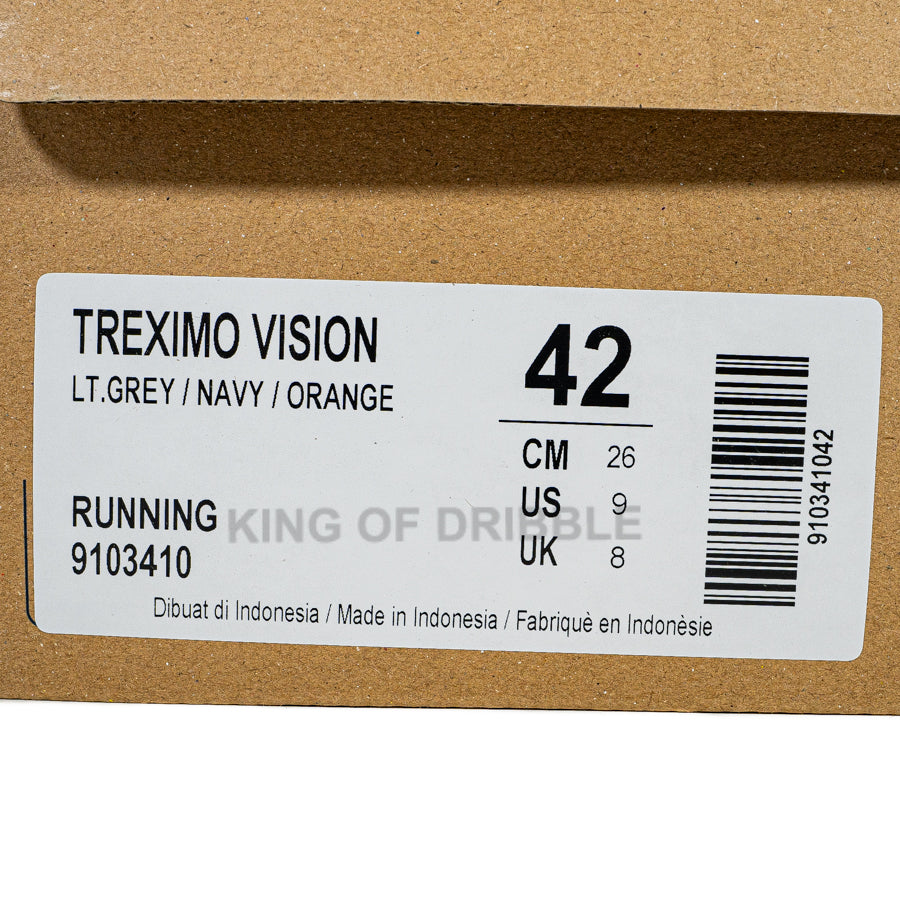 TREXIMO VISION
LT.GREY / NAVY / ORANGE
42
CM 26
US 9
UK 8
RUNNING
9103410
KING OF DRIBBLE
910341042
Dibuat di Indonesia / Made in Indonesia / Fabriquè en Indonèsie